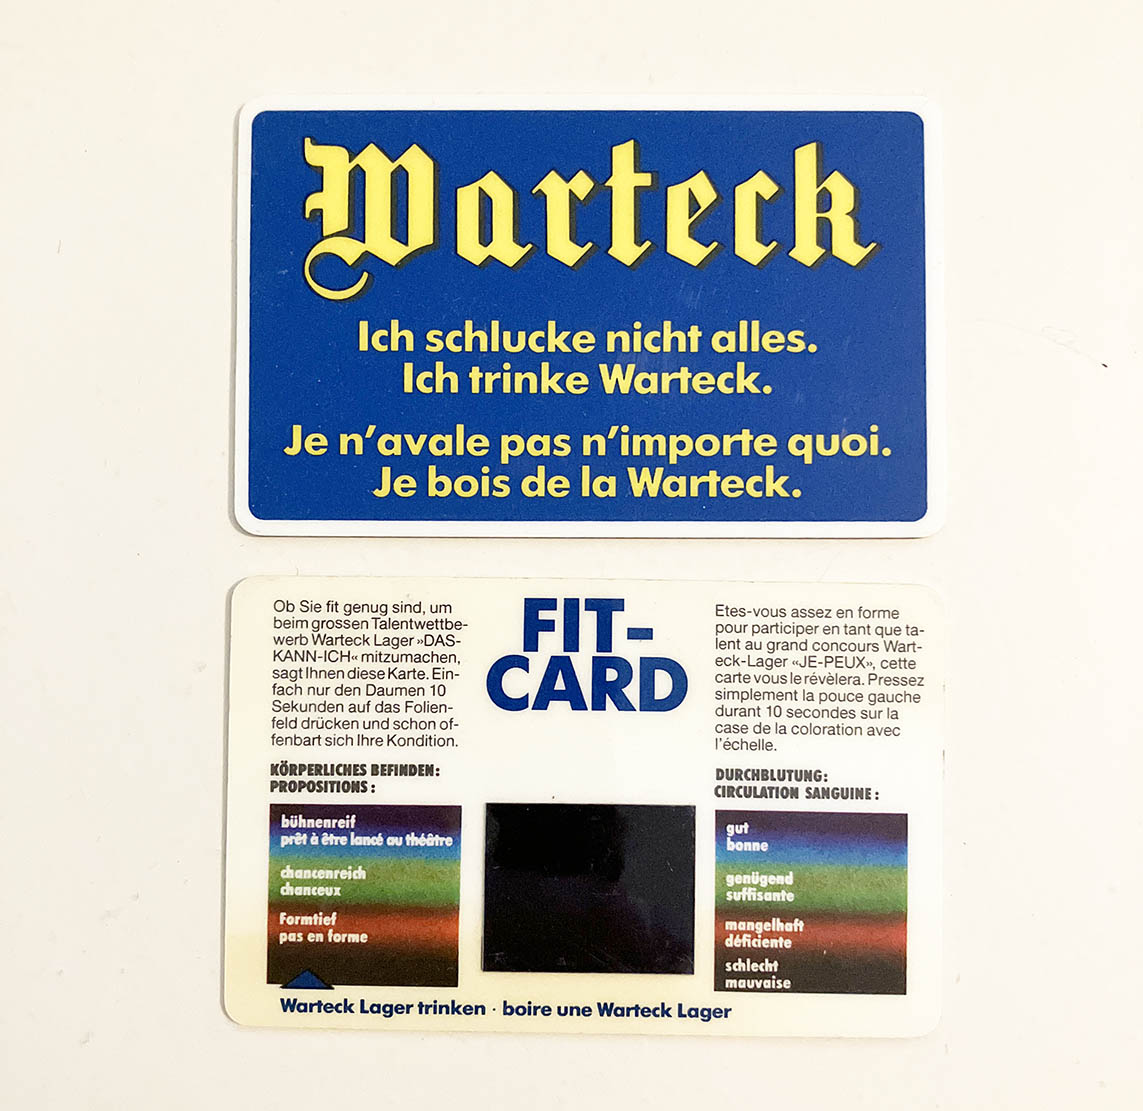 Warteck
Ich schlucke nicht alles.
Ich trinke Warteck.
Je n'avale pas n'importe quoi.
Je bois de la Warteck.
Ob Sie fit genug sind, um
beim grossen Talentwettbe-
werb Warteck Lager »DAS-
KANN-ICH« mitzumachen,
sagt Ihnen diese Karte. Ein-
fach nur den Daumen 10
Sekunden auf das Folien-
feld drücken und schon of-
fenbart sich Ihre Kondition.
FIT-
CARD
Etes-vous assez en forme
pour participer en tant que ta-
lent au grand concours Wart-
eck-Lager «JE-PEUX», cette
carte vous le révèlera. Pressez
simplement la pouce gauche
durant 10 secondes sur la
case de la coloration avec
l'échelle.
KÖRPERLICHES BEFINDEN:
PROPOSITIONS:
bühnenreif
prêt à être lancé au théâtre
chancenreich
chanceux
Formtief
pas en forme
DURCHBLUTUNG:
CIRCULATION SANGUINE:
gut
bonne
genügend
suffisante
mangelhaft
déficiente
schlecht
mauvaise
Warteck Lager trinken · boire une Warteck Lager